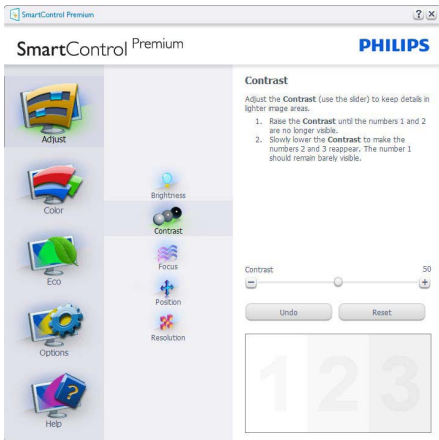 SmartControl Premium
SmartControl Premium
PHILIPS
Adjust
Color
Eco
Options
Help
Brightness
Contrast
Focus
Position
Resolution
Contrast
Adjust the Contrast (use the slider) to keep details in
lighter image areas.
1. Raise the Contrast until the numbers 1 and 2
are no longer visible.
2. Slowly lower the Contrast to make the
numbers 2 and 3 reappear. The number 1
should remain barely visible.
Contrast 50
Undo Reset
1 2 3